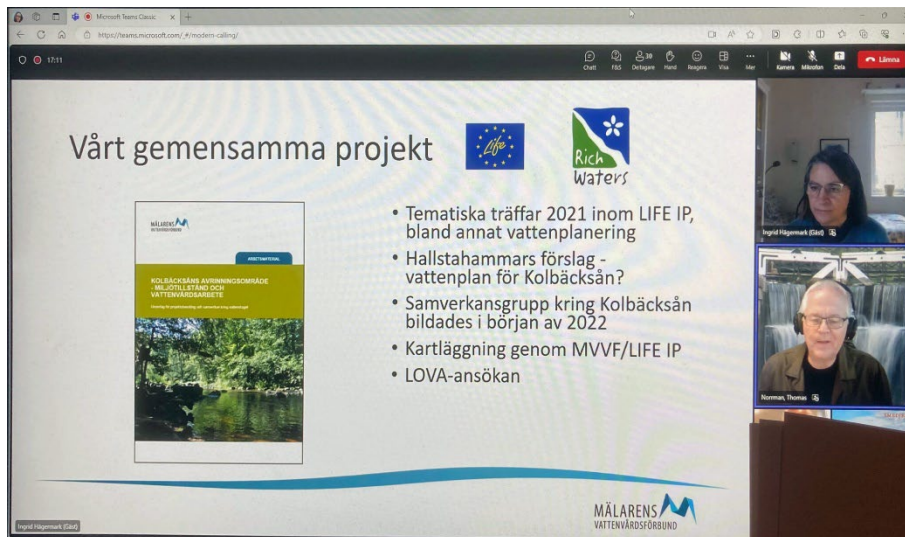 Microsoft Teams Classic
https://teams.microsoft.com/_#/modern-calling/
17:11
Chatt
F&S
30
Deltagare
Hand
Reagera
Visa
Mer
Kamera
Mikrofon
Dela
Lämna
Vårt gemensamma projekt
Life
Rich
Waters
MÄLARENS
VATTENVÅRDSFÖRBUND
ARBETSMATERIAL
KOLBÄCKSÅNS AVRINNINGSOMRÅDE
- MILJÖTILLSTÅND OCH
VATTENVÅRDSARBETE
• Tematiska träffar 2021 inom LIFE IP,
bland annat vattenplanering
• Hallstahammars förslag -
vattenplan för Kolbäcksån?
• Samverkansgrupp kring Kolbäcksån
bildades i början av 2022
• Kartläggning genom MVVF/LIFE IP
• LOVA-ansökan
Ingrid Hägermark (Gäst)
Norrman, Thomas
Ingrid Hägermark (Gäst)
MÄLARENS
VATTENVÅRDSFÖRBUND